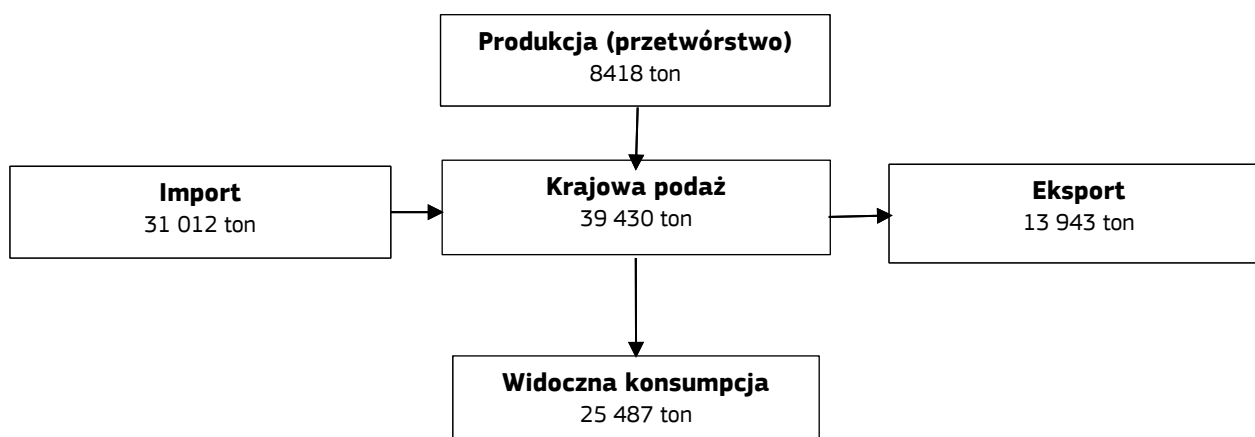 Produkcja (przetwórstwo)
8418 ton
Import
31 012 ton
Krajowa podaż
39 430 ton
Eksport
13 943 ton
Widoczna konsumpcja
25 487 ton